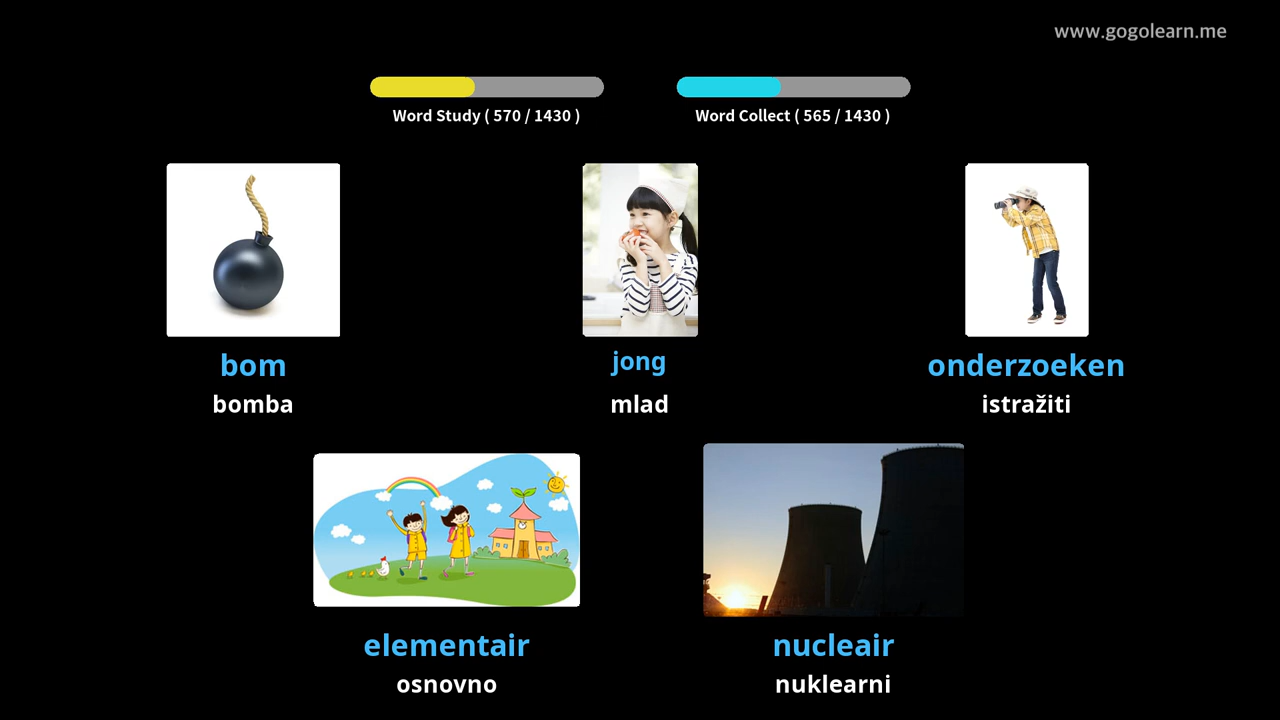 www.gogolearn.me
Word Study ( 570 / 1430 )
Word Collect ( 565 / 1430 )
bom
jong
onderzoeken
bomba
mlad
istražiti
elementair
nucleair
osnovno
nuklearni